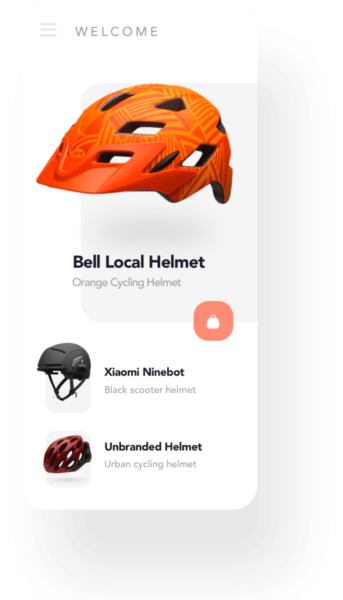 WELCOME
Bell Local Helmet
Orange Cycling Helmet
Xiaomi Ninebot
Black scooter helmet
Unbranded Helmet
Urban cycling helmet